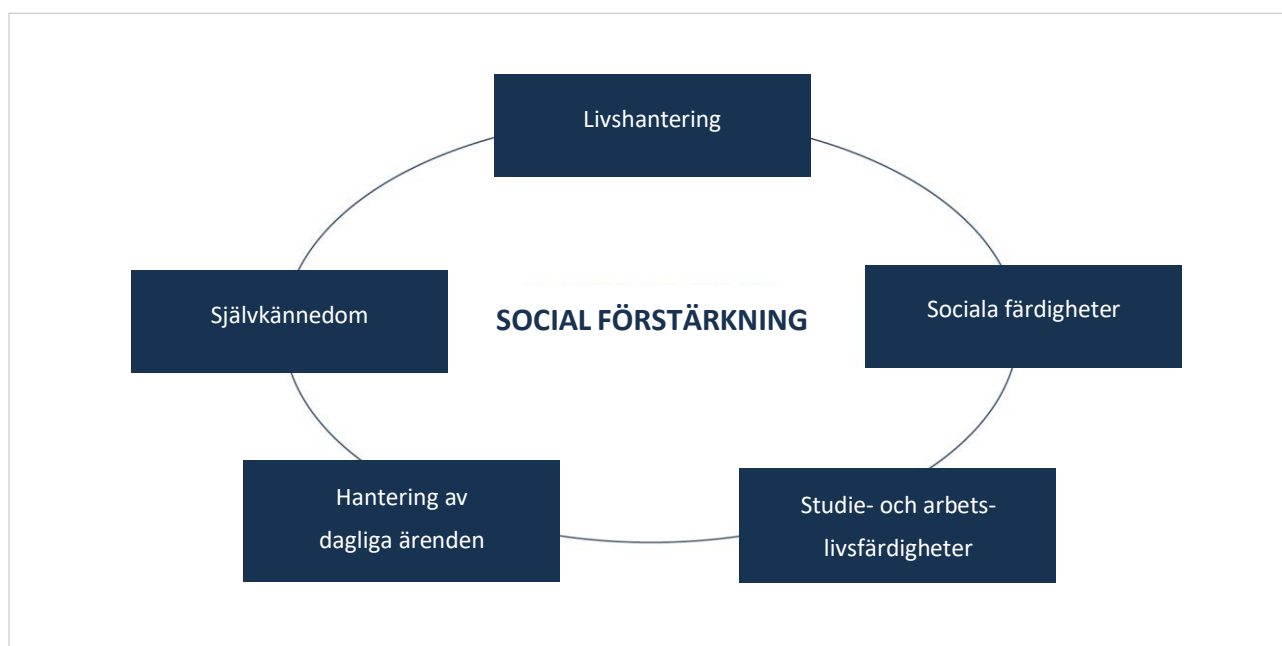 Livshantering
Självkännedom
SOCIAL FÖRSTÄRKNING
Sociala färdigheter
Hantering av
dagliga ärenden
Studie- och arbets-
livsfärdigheter